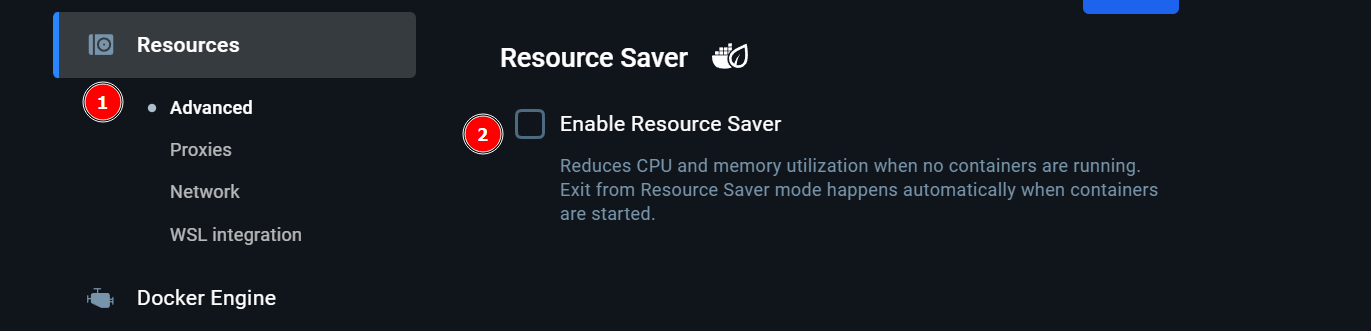 Resources
1
Advanced
Proxies
Network
WSL integration
Docker Engine
Resource Saver
2
Enable Resource Saver
Reduces CPU and memory utilization when no containers are running.
Exit from Resource Saver mode happens automatically when containers
are started.